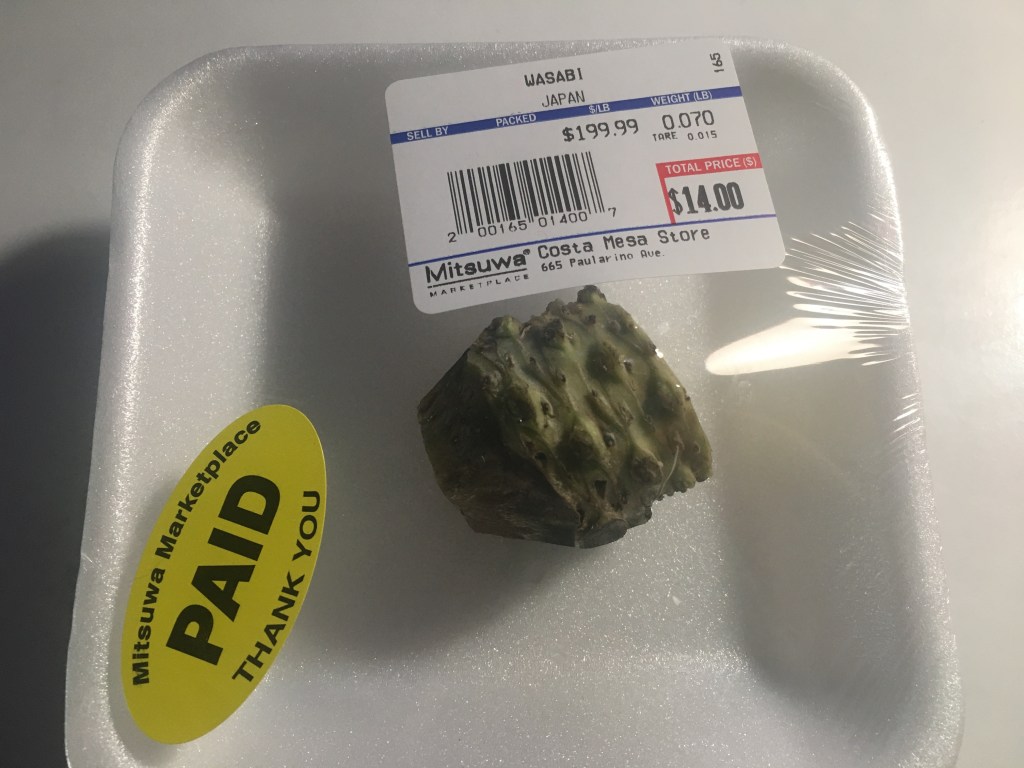 WASABI
165
JAPAN
SELL BY PACKED $/LB WEIGHT (LB)
$199.99 0.070
TARE 0.015
TOTAL PRICE ($)
$14.00
2 00165 01400 7
Mitsuwa® Costa Mesa Store
MARKETPLACE 665 Paularino Ave.
Mitsuwa Marketplace
PAID
THANK YOU